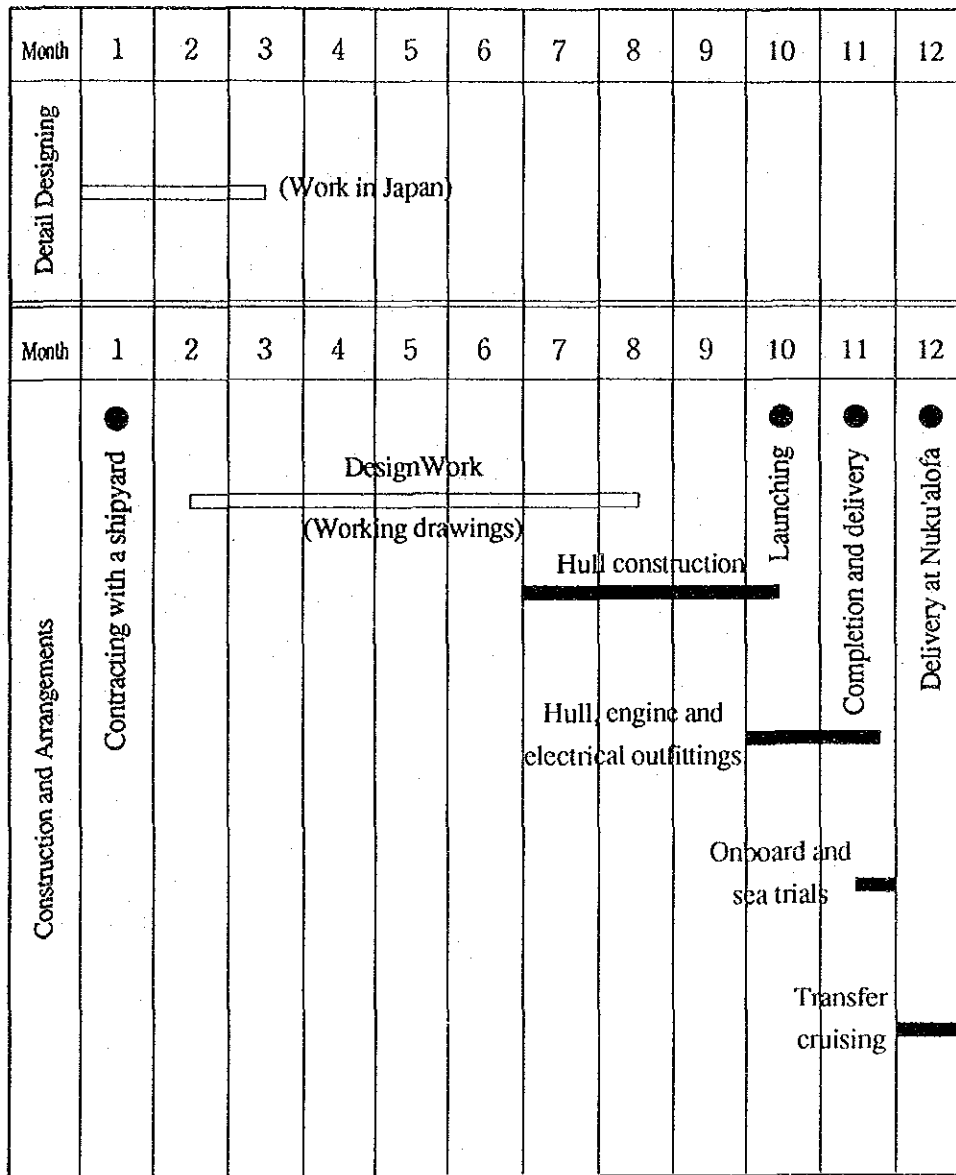 Month 1 2 3 4 5 6 7 8 9 10 11 12
Detail Designing
(Work in Japan)
Month 1 2 3 4 5 6 7 8 9 10 11 12
Construction and Arrangements
Contracting with a shipyard
DesignWork
(Working drawings)
Hull construction
Launching
Completion and delivery
Delivery at Nuku'alofa
Hull, engine and
electrical outfittings
Onboard and
sea trials
Transfer
cruising